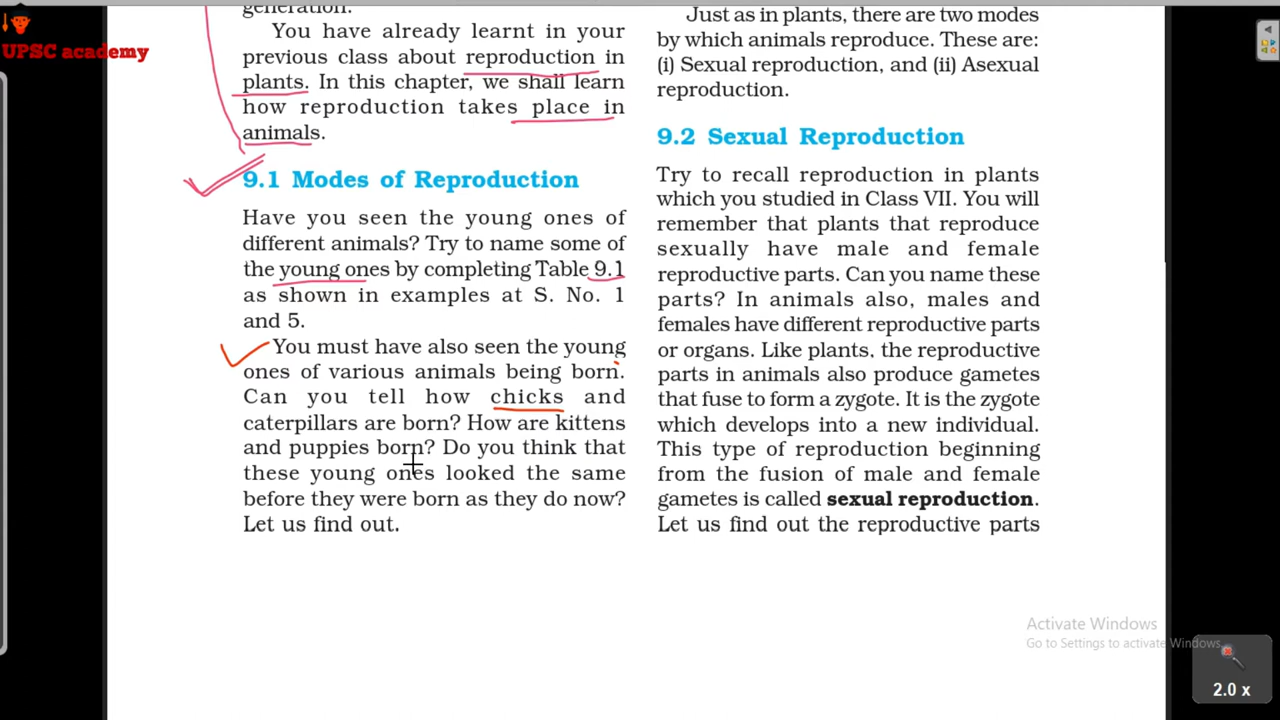 generation.
You have already learnt in your
previous class about reproduction in
plants. In this chapter, we shall learn
how reproduction takes place in
animals.
9.1 Modes of Reproduction
Have you seen the young ones of
different animals? Try to name some of
the young ones by completing Table 9.1
as shown in examples at S. No. 1
and 5.
You must have also seen the young
ones of various animals being born.
Can you tell how chicks and
caterpillars are born? How are kittens
and puppies born? Do you think that
these young ones looked the same
before they were born as they do now?
Let us find out.
Just as in plants, there are two modes
by which animals reproduce. These are:
(i) Sexual reproduction, and (ii) Asexual
reproduction.
9.2 Sexual Reproduction
Try to recall reproduction in plants
which you studied in Class VII. You will
remember that plants that reproduce
sexually have male and female
reproductive parts. Can you name these
parts? In animals also, males and
females have different reproductive parts
or organs. Like plants, the reproductive
parts in animals also produce gametes
that fuse to form a zygote. It is the zygote
which develops into a new individual.
This type of reproduction beginning
from the fusion of male and female
gametes is called sexual reproduction.
Let us find out the reproductive parts
UPSC academy
Activate Windows
Go to Settings to activate Windows.
2.0 x